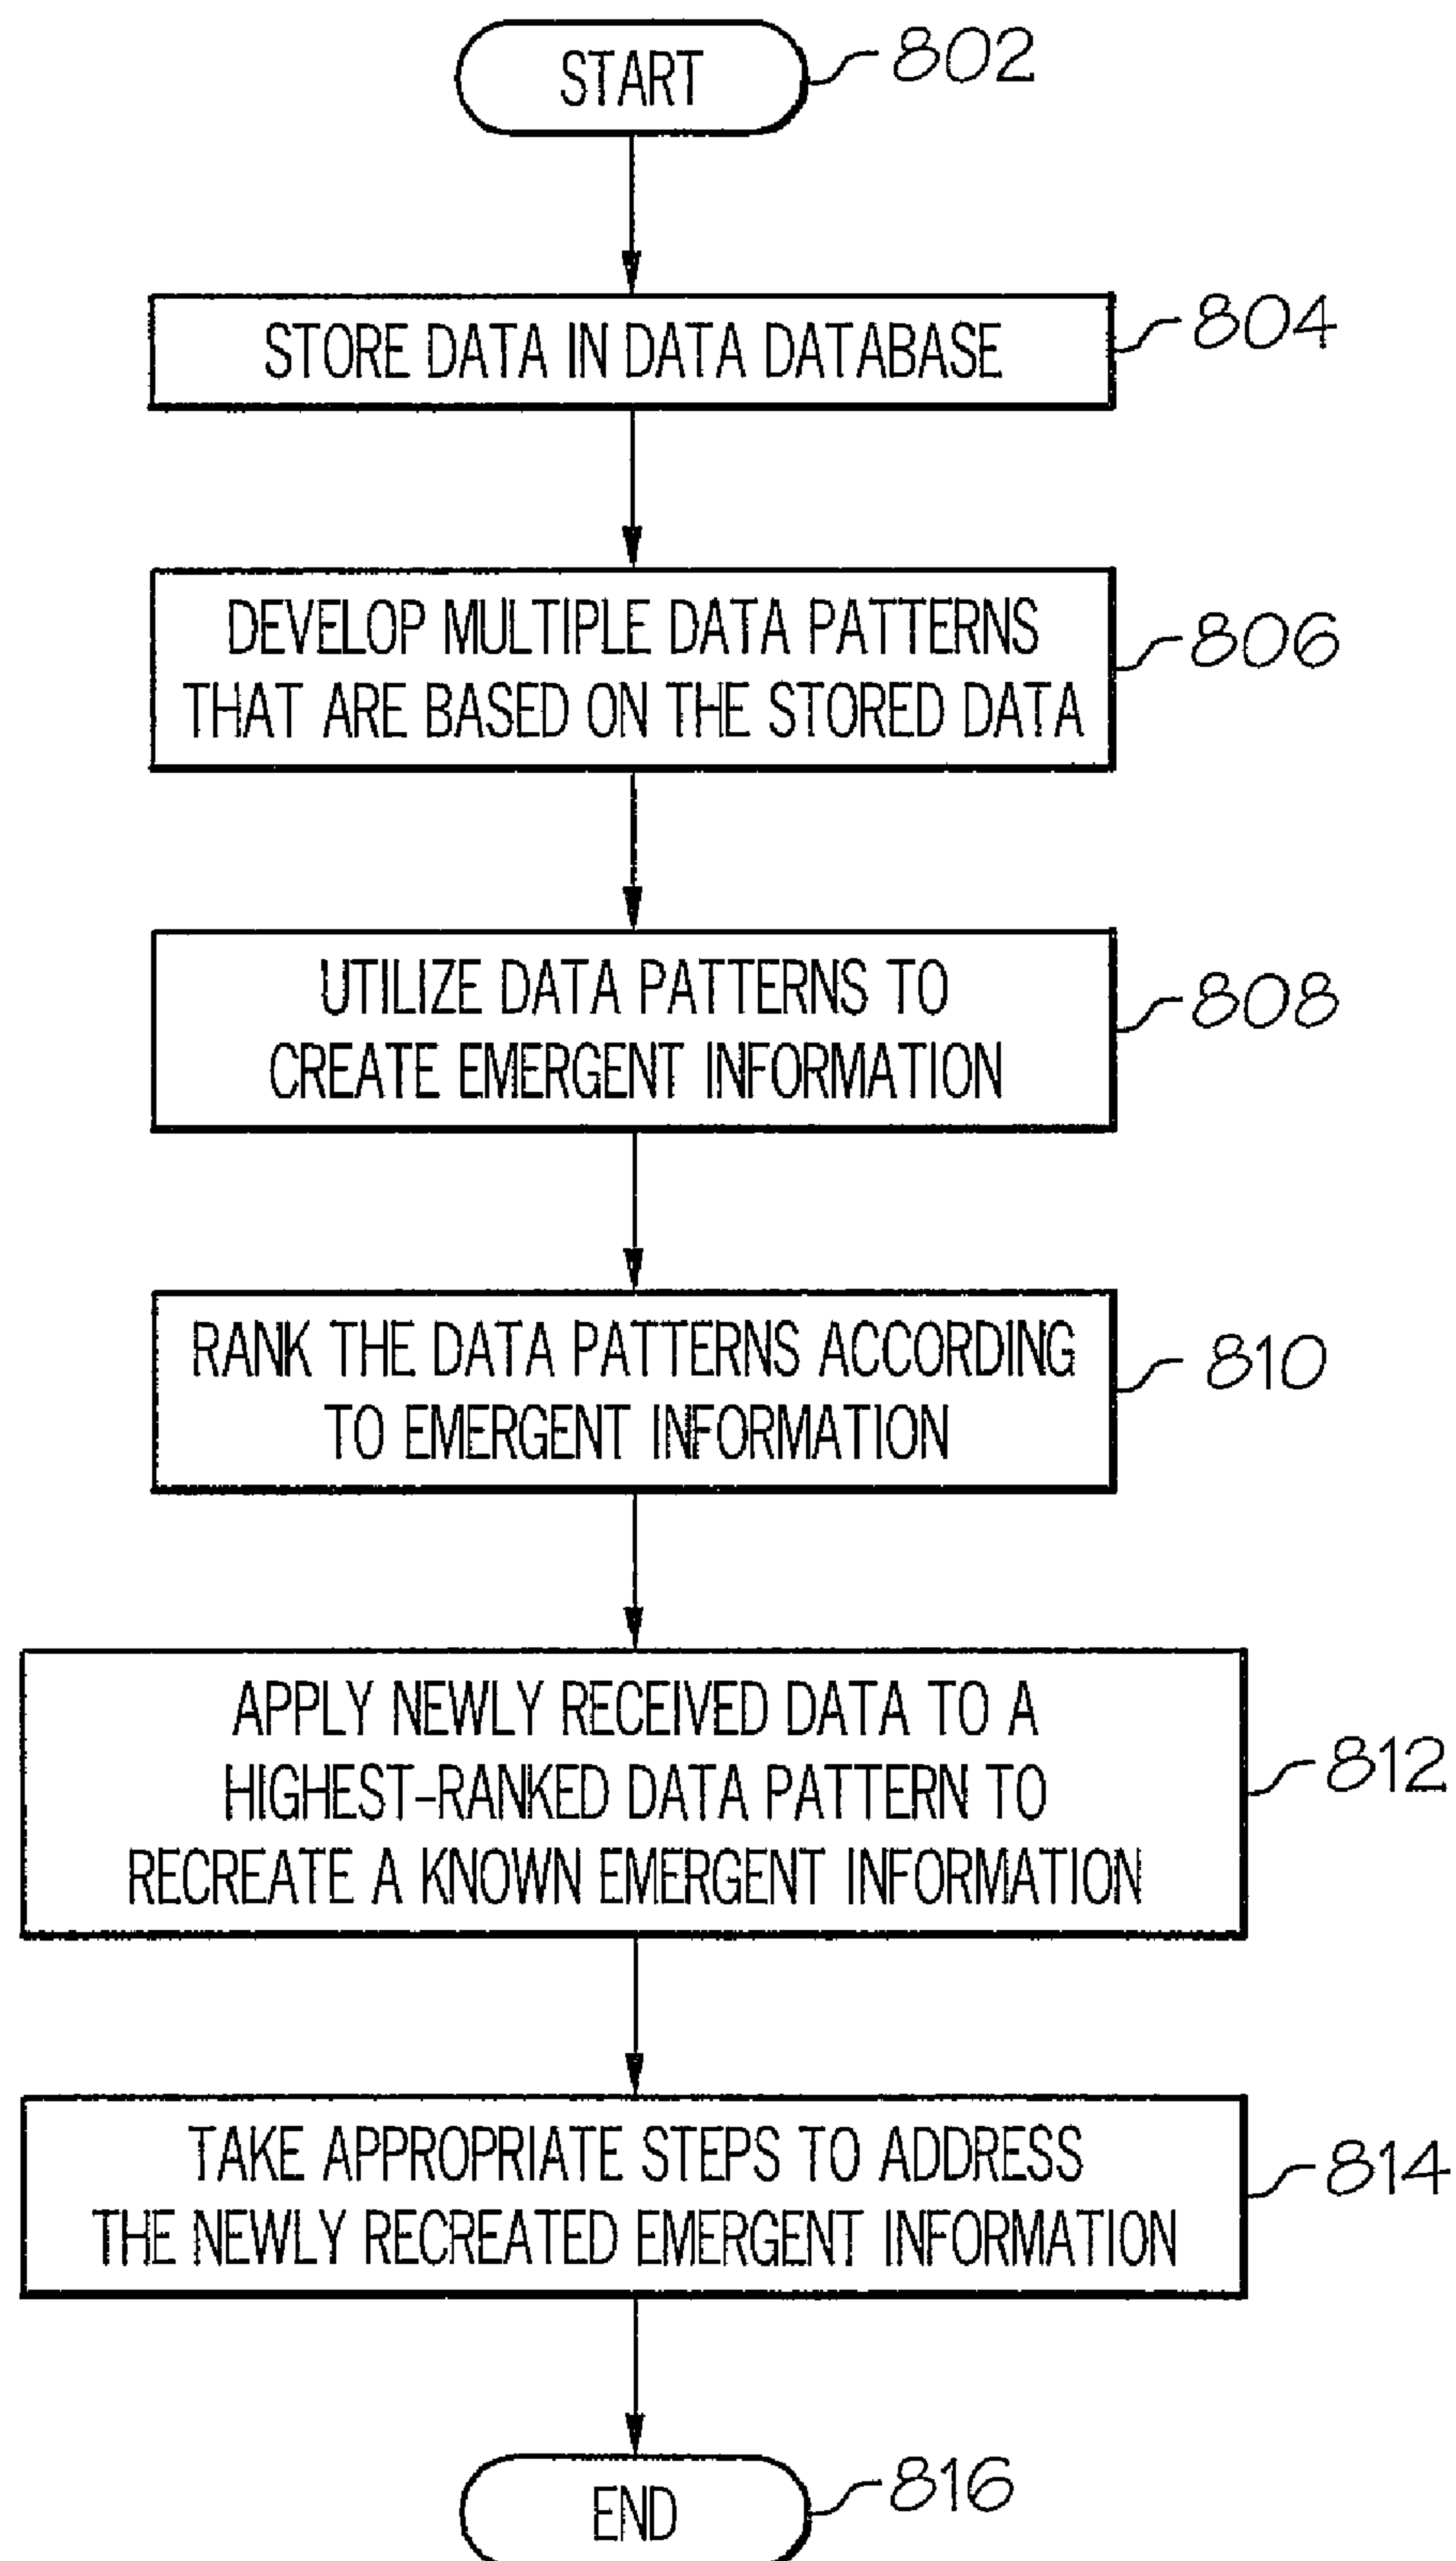 START
802
STORE DATA IN DATA DATABASE
804
DEVELOP MULTIPLE DATA PATTERNS
THAT ARE BASED ON THE STORED DATA
806
UTILIZE DATA PATTERNS TO
CREATE EMERGENT INFORMATION
808
RANK THE DATA PATTERNS ACCORDING
TO EMERGENT INFORMATION
810
APPLY NEWLY RECEIVED DATA TO A
HIGHEST-RANKED DATA PATTERN TO
RECREATE A KNOWN EMERGENT INFORMATION
812
TAKE APPROPRIATE STEPS TO ADDRESS
THE NEWLY RECREATED EMERGENT INFORMATION
814
END
816